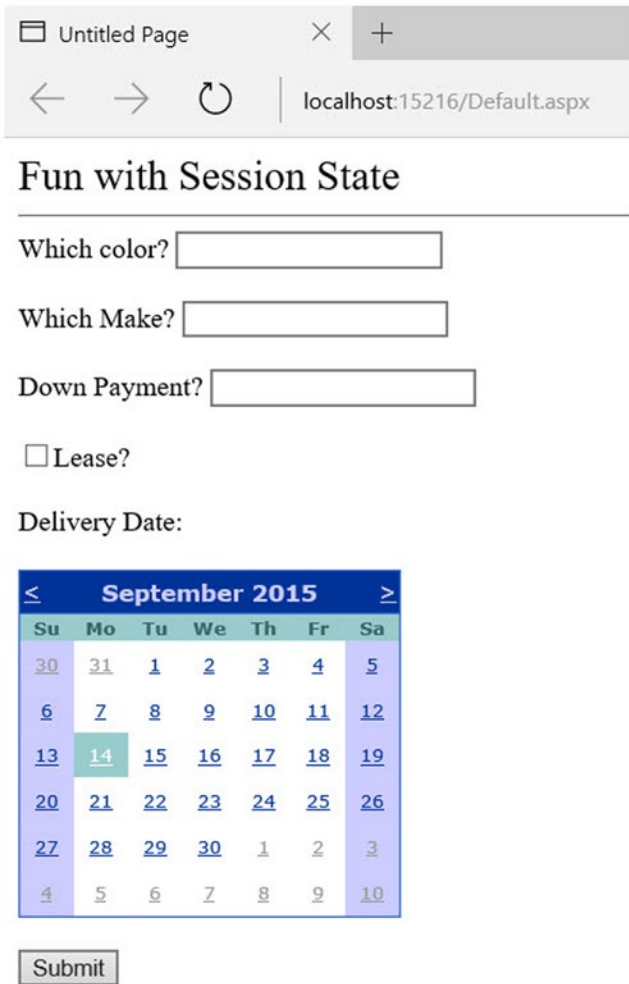 Untitled Page
localhost:15216/Default.aspx
Fun with Session State
Which color?
Which Make?
Down Payment?
Lease?
Delivery Date:
< September 2015 >
Su Mo Tu We Th Fr Sa
30 31 1 2 3 4 5
6 7 8 9 10 11 12
13 14 15 16 17 18 19
20 21 22 23 24 25 26
27 28 29 30 1 2 3
4 5 6 7 8 9 10
Submit